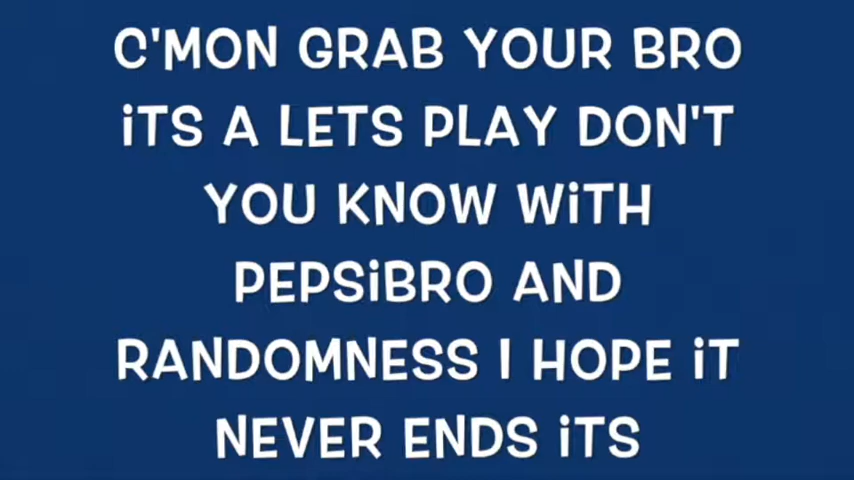 C'MON GRAB YOUR BRO
iTS A LETS PLAY DON'T
YOU KNOW WiTH
PEPSiBRO AND
RANDOMNESS I HOPE iT
NEVER ENDS iTS